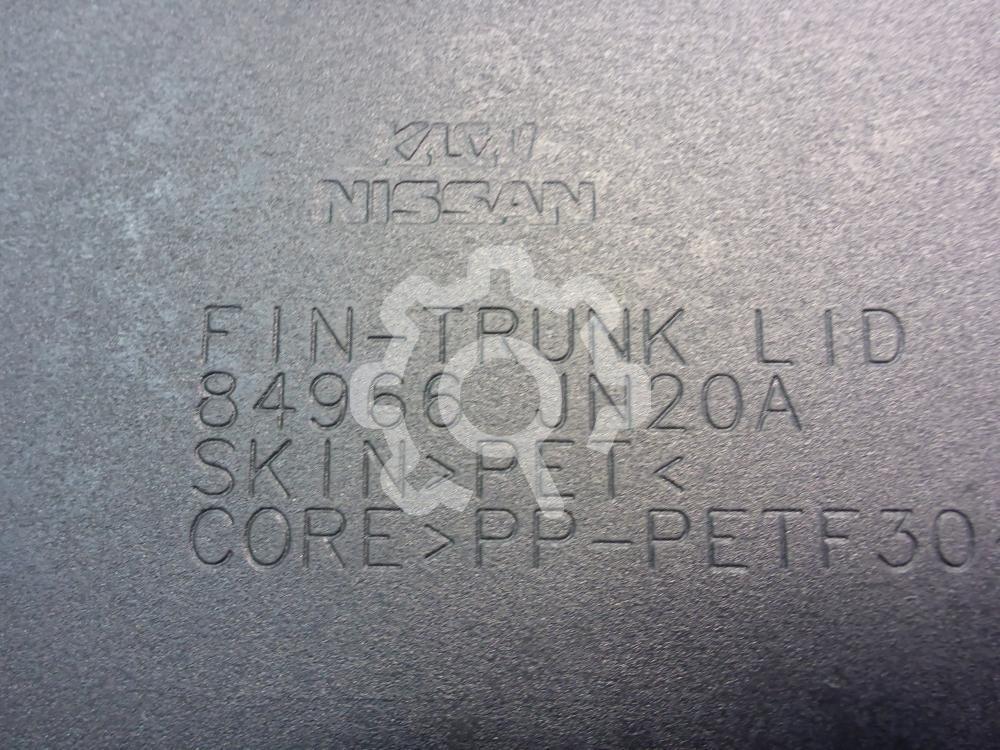 NISSAN
FIN-TRUNK LID
84966 JN20A
SKIN>PET<
CORE>PP-PETF30